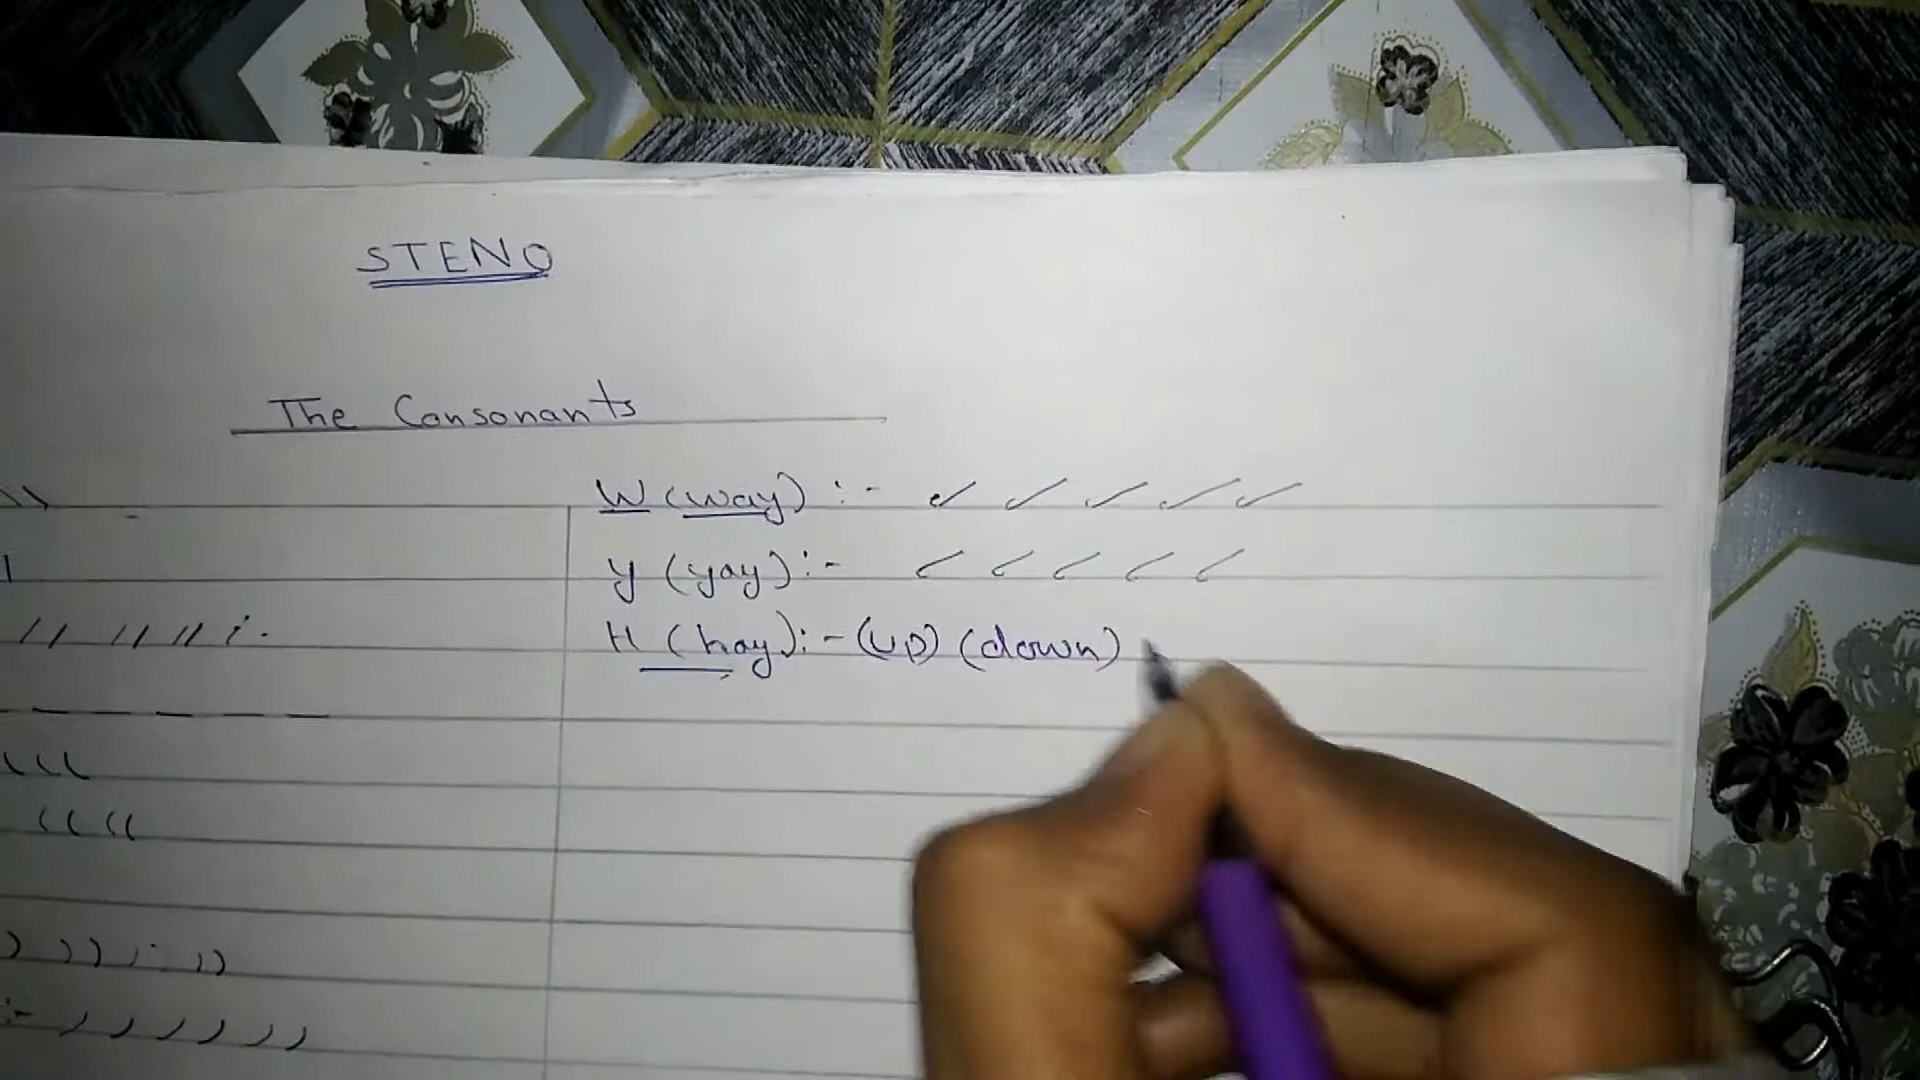 STENO
The Consonants
W (way) :-
y (yay) :-
H (hay) :- (up) (down)